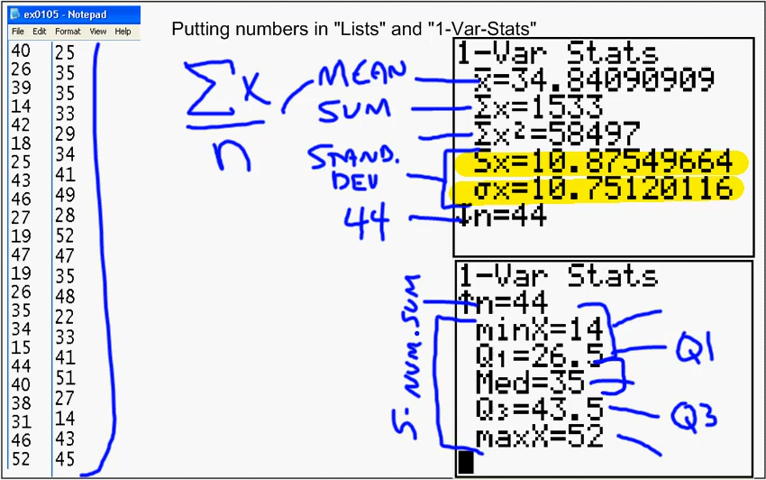 ex0105 - Notepad
File Edit Format View Help
Putting numbers in "Lists" and "1-Var-Stats"
40 25
26 35
39 35
14 33
42 29
18 34
25 41
43 49
46 28
27 52
19 35
47 48
19 22
26 33
35 41
34 51
15 27
44 14
40 43
38 45
31
46
52
Σx
n
MEAN
SUM
STAND.
DEV
44
1-Var Stats
x̄=34.84090909
Σx=1533
Σx²=58497
Sx=10.87549664
σx=10.75120116
↓n=44
5-NUM.SUM
1-Var Stats
↑n=44
minX=14
Q₁=26.5
Med=35
Q₃=43.5
maxX=52
Q1
Q3